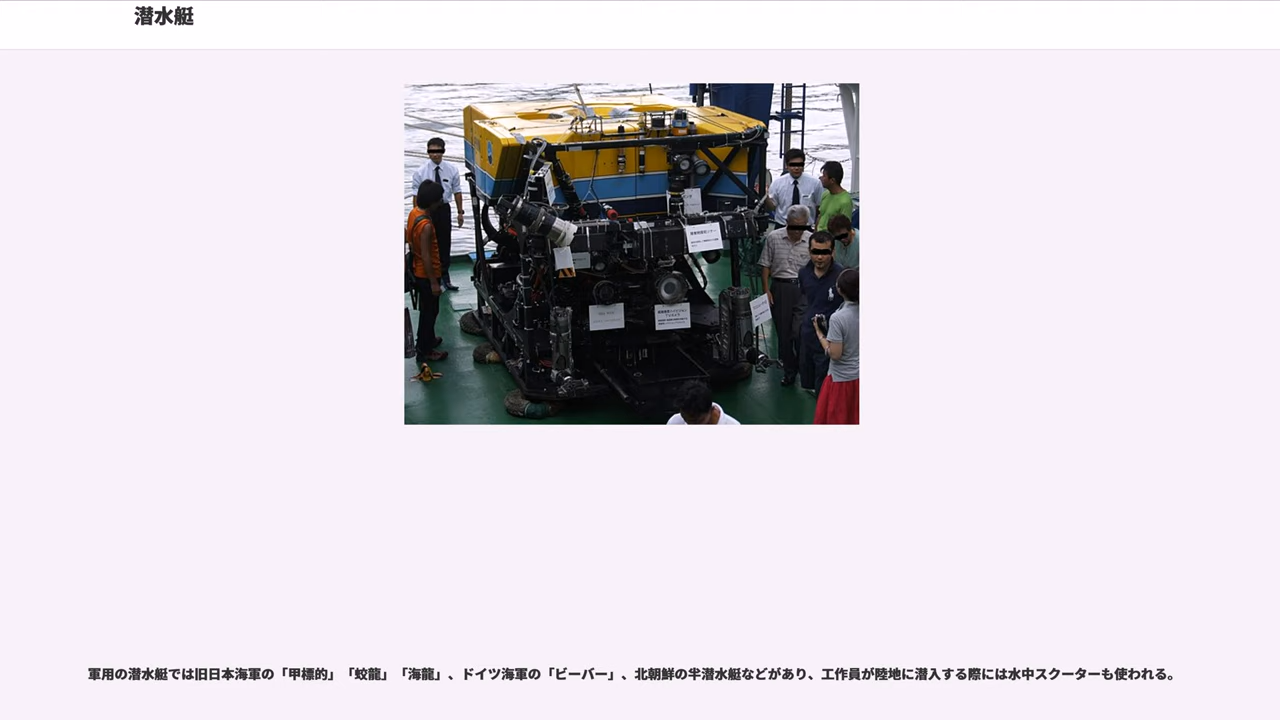 潜水艇
軍用の潜水艇では旧日本海軍の「甲標的」「蛟龍」「海龍」、ドイツ海軍の「ビーバー」、北朝鮮の半潜水艇などがあり、工作員が陸地に潜入する際には水中スクーターも使われる。